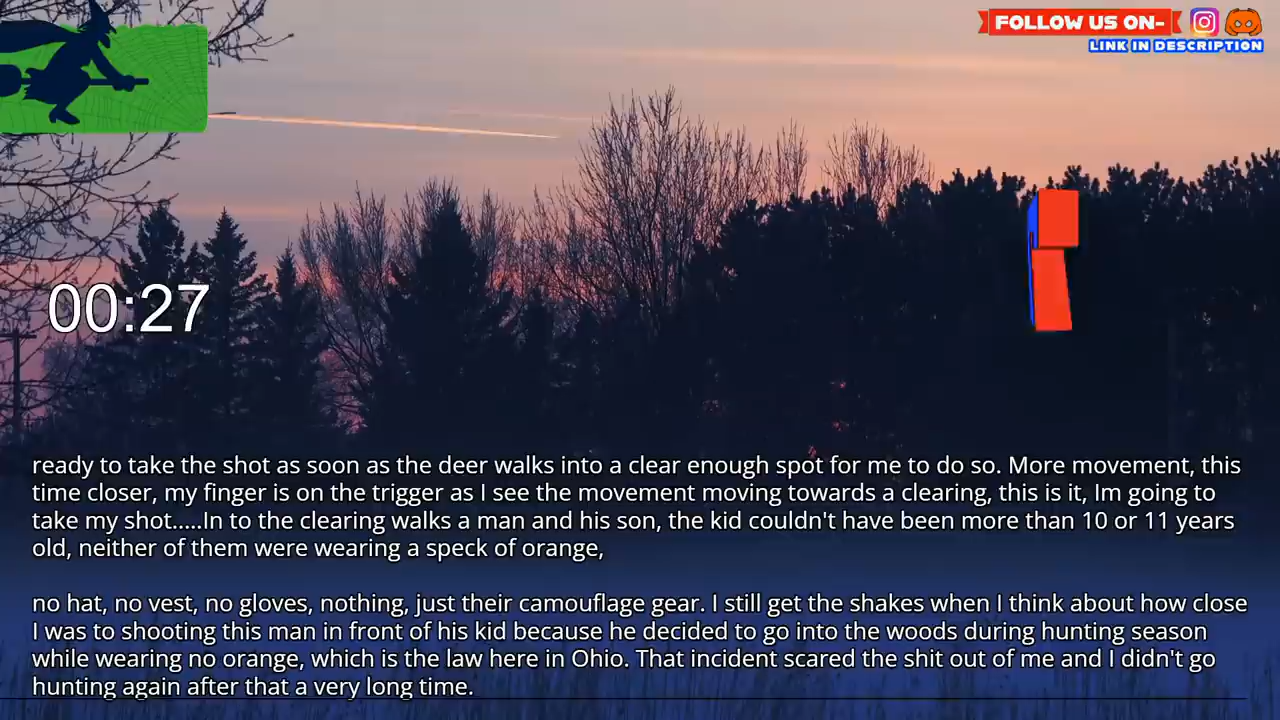 FOLLOW US ON-
LINK IN DESCRIPTION
00:27
ready to take the shot as soon as the deer walks into a clear enough spot for me to do so. More movement, this
time closer, my finger is on the trigger as I see the movement moving towards a clearing, this is it, Im going to
take my shot.....In to the clearing walks a man and his son, the kid couldn't have been more than 10 or 11 years
old, neither of them were wearing a speck of orange,
no hat, no vest, no gloves, nothing, just their camouflage gear. I still get the shakes when I think about how close
I was to shooting this man in front of his kid because he decided to go into the woods during hunting season
while wearing no orange, which is the law here in Ohio. That incident scared the shit out of me and I didn't go
hunting again after that a very long time.